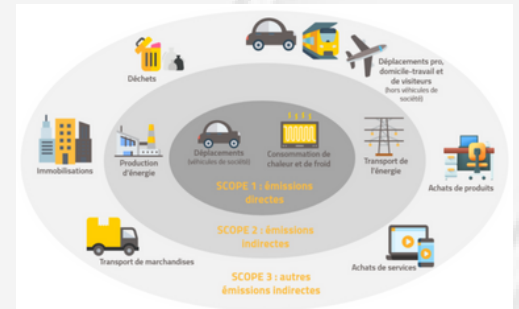 Déchets
Déplacements pro,
domicile-travail et
de visiteurs
(hors véhicules de
société)
Immobilisations
Production
d'énergie
Déplacements
(véhicules de société)
Consommation de
chaleur et de froid
Transport de
l'énergie
Achats de produits
SCOPE 1 : émissions
directes
SCOPE 2 : émissions
indirectes
Transport de marchandises
Achats de services
SCOPE 3 : autres
émissions indirectes